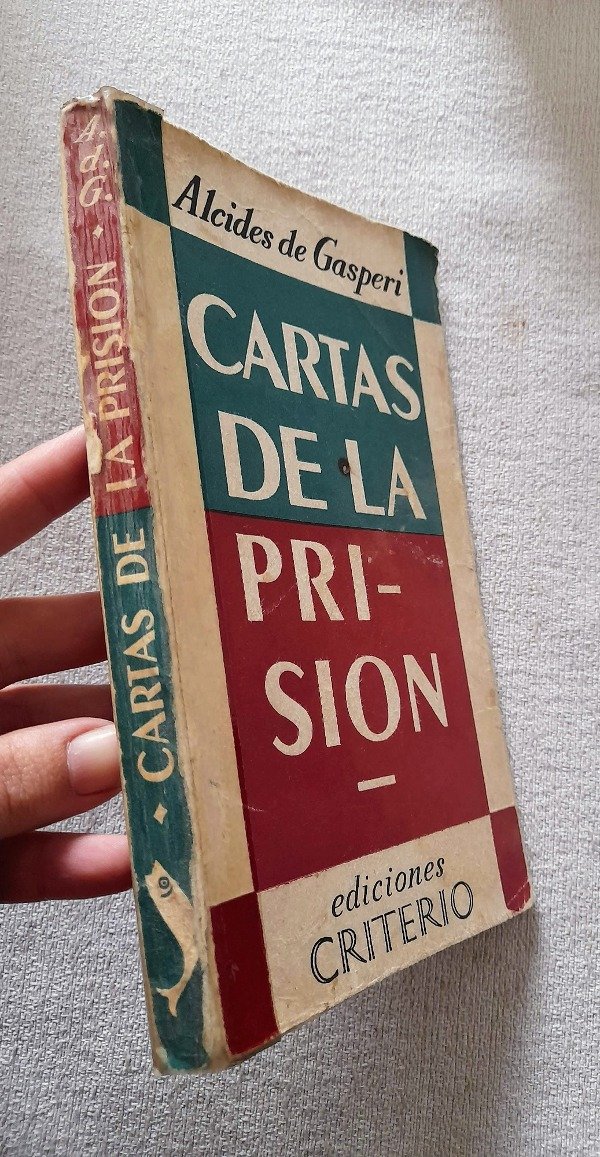 Alcides de Gasperi
CARTAS
DE LA
PRI-
SION
ediciones
CRITERIO
· CARTAS DE LA PRISION · A. d. G.